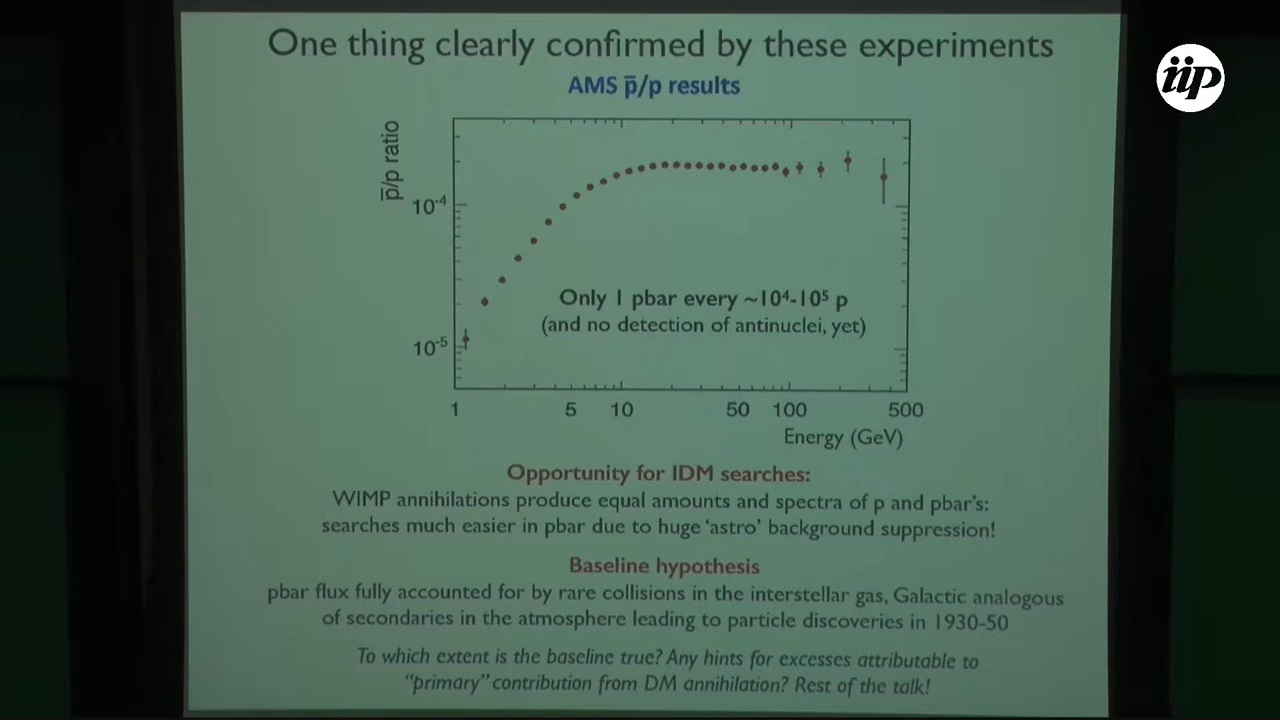 One thing clearly confirmed by these experiments
iip
AMS p̅/p results
p̅/p ratio
10⁻⁴
Only 1 pbar every ~10⁴-10⁵ p
(and no detection of antinuclei, yet)
10⁻⁵
1 5 10 50 100 500
Energy (GeV)
Opportunity for IDM searches:
WIMP annihilations produce equal amounts and spectra of p and pbar's:
searches much easier in pbar due to huge 'astro' background suppression!
Baseline hypothesis
pbar flux fully accounted for by rare collisions in the interstellar gas, Galactic analogous
of secondaries in the atmosphere leading to particle discoveries in 1930-50
To which extent is the baseline true? Any hints for excesses attributable to
"primary" contribution from DM annihilation? Rest of the talk!